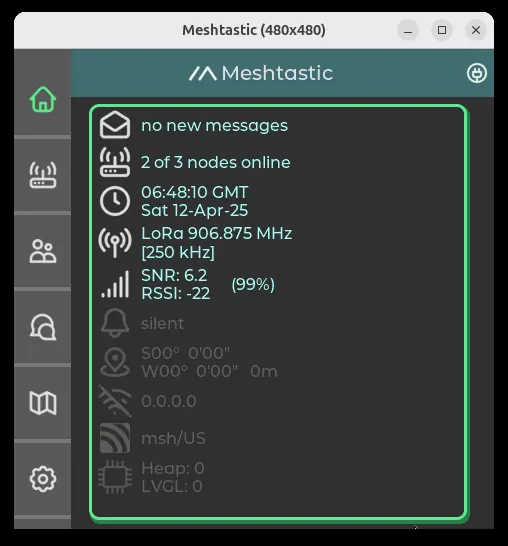 Meshtastic (480x480)
Meshtastic
no new messages
2 of 3 nodes online
06:48:10 GMT
Sat 12-Apr-25
LoRa 906.875 MHz
[250 kHz]
SNR: 6.2
RSSI: -22 (99%)
silent
S00° 0'00"
W00° 0'00" 0m
0.0.0.0
msh/US
Heap: 0
LVGL: 0